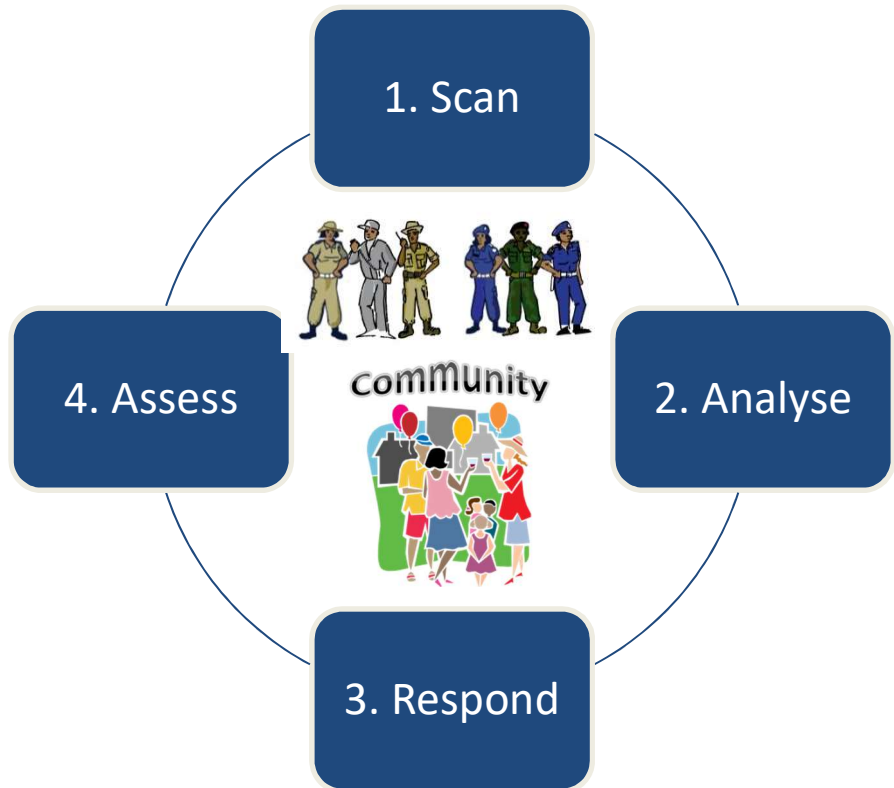 1. Scan
Community
4. Assess
2. Analyse
3. Respond